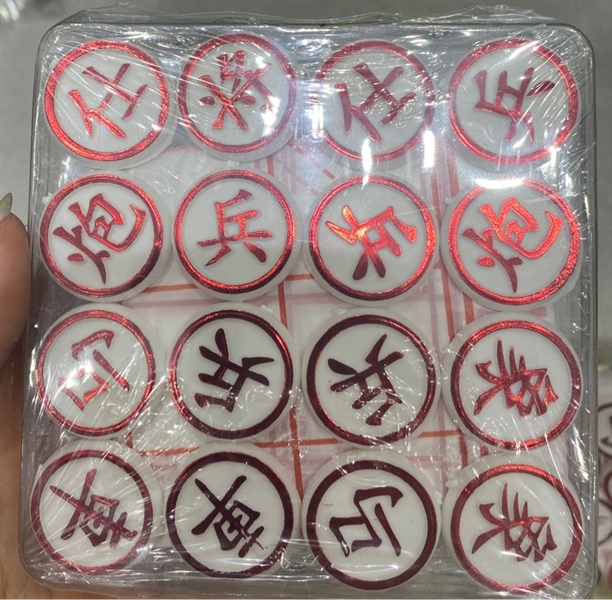 仕 将 仕 兵
炮 兵 兵 炮
马 兵 兵 象
車 車 马 象